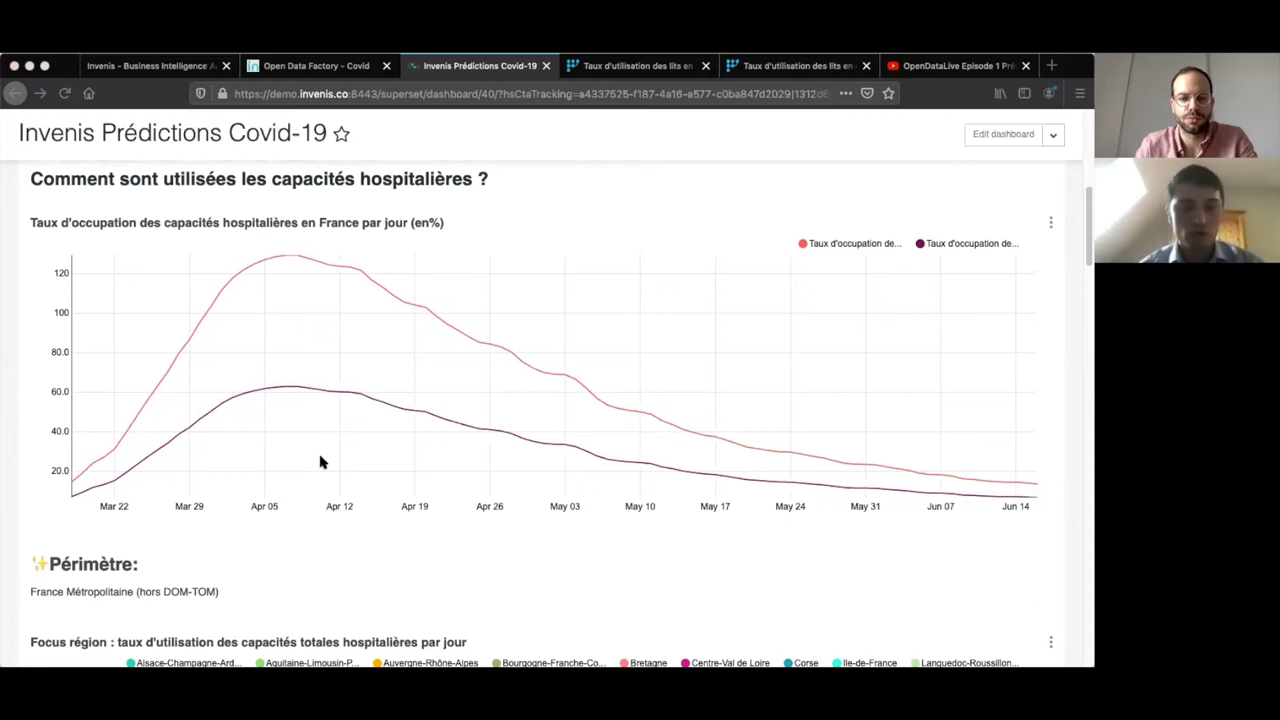 Invenis - Business Intelligence A
Open Data Factory - Covid
Invenis Prédictions Covid-19
Taux d'utilisation des lits en
Taux d'utilisation des lits en
OpenDataLive Episode 1 Pré
https://demo.invenis.co:8443/superset/dashboard/40/?hsCtaTracking=a4337525-f187-4a16-a577-c0ba847d2029|1312d6
Invenis Prédictions Covid-19
Edit dashboard
Comment sont utilisées les capacités hospitalières ?
Taux d'occupation des capacités hospitalières en France par jour (en%)
Taux d'occupation de... Taux d'occupation de...
120
100
80.0
60.0
40.0
20.0
Mar 22 Mar 29 Apr 05 Apr 12 Apr 19 Apr 26 May 03 May 10 May 17 May 24 May 31 Jun 07 Jun 14
✨Périmètre:
France Métropolitaine (hors DOM-TOM)
Focus région : taux d'utilisation des capacités totales hospitalières par jour
Alsace-Champagne-Ard... Aquitaine-Limousin-P... Auvergne-Rhône-Alpes Bourgogne-Franche-Co... Bretagne Centre-Val de Loire Corse Ile-de-France Languedoc-Roussillon...